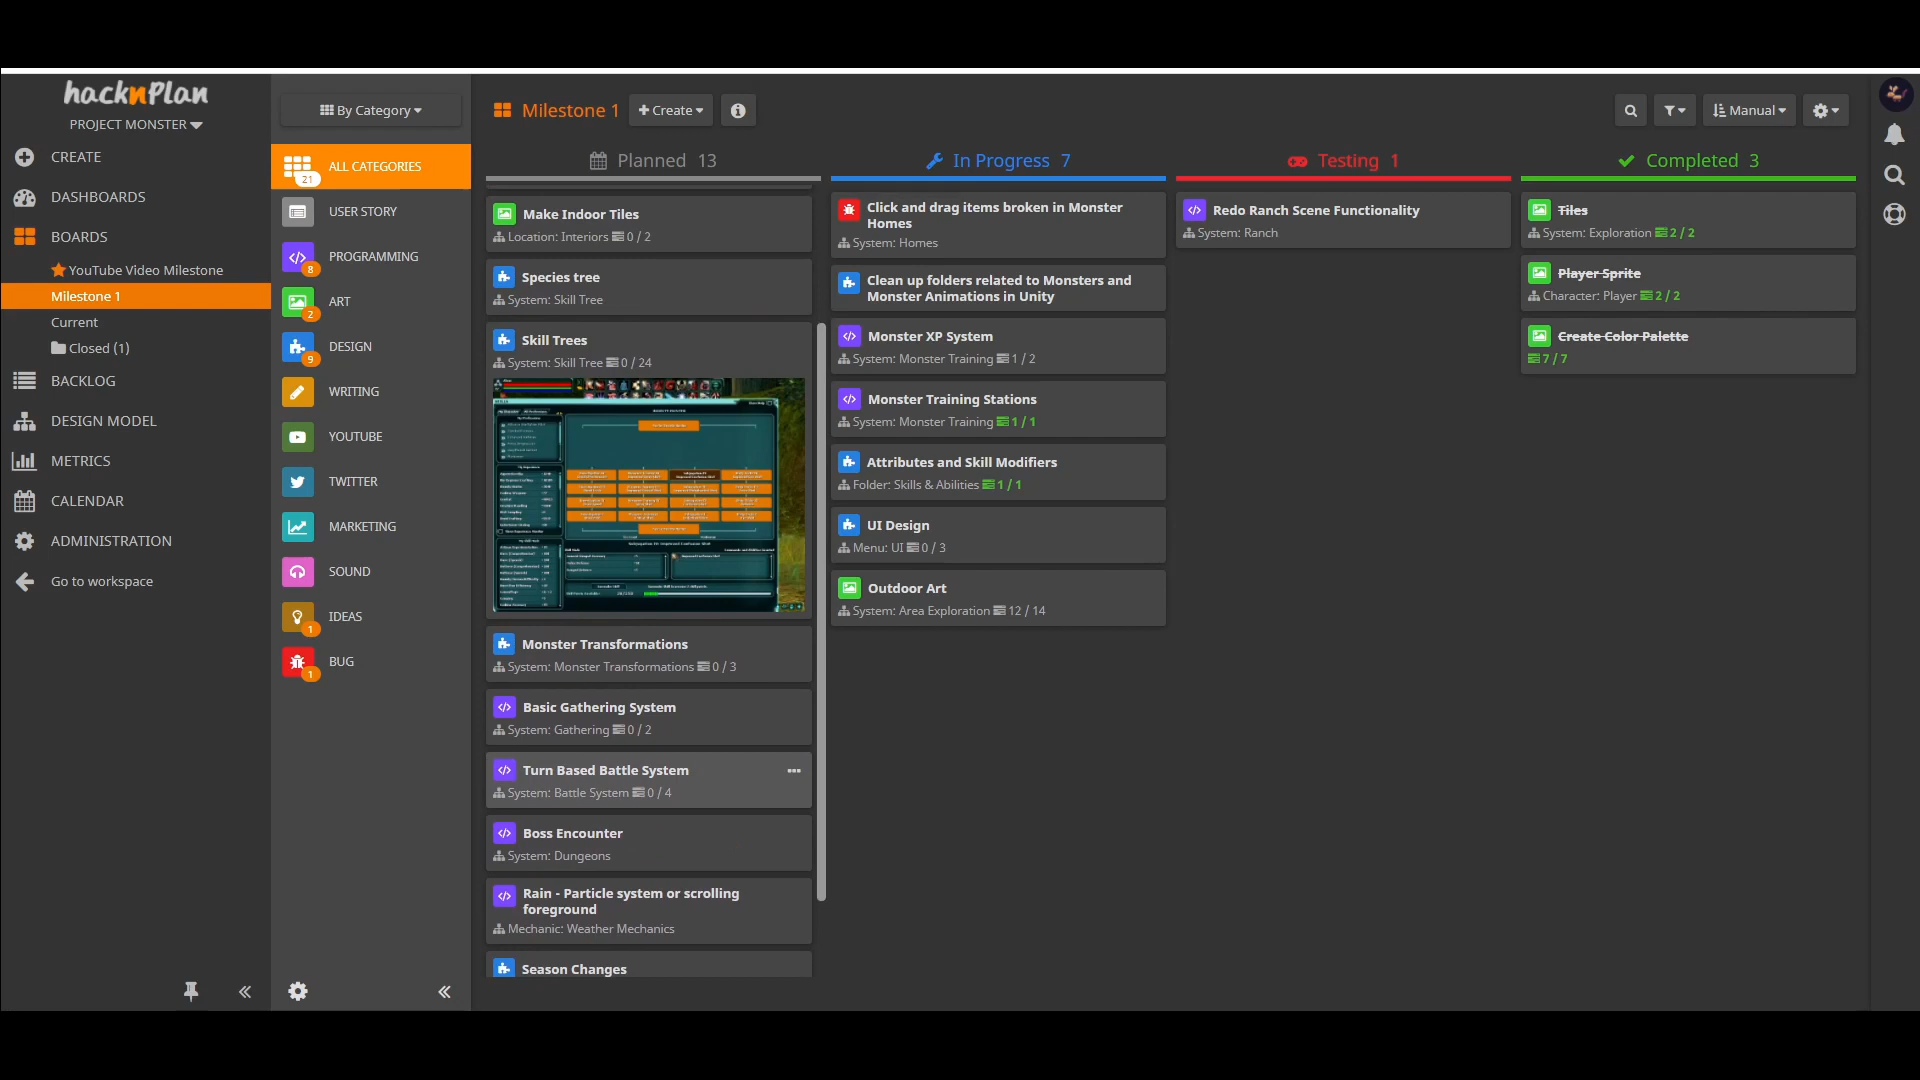 hacknPlan
PROJECT MONSTER
CREATE
DASHBOARDS
BOARDS
YouTube Video Milestone
Milestone 1
Current
Closed (1)
BACKLOG
DESIGN MODEL
METRICS
CALENDAR
ADMINISTRATION
Go to workspace
By Category
ALL CATEGORIES
21
USER STORY
PROGRAMMING
8
ART
2
DESIGN
9
WRITING
YOUTUBE
TWITTER
MARKETING
SOUND
IDEAS
1
BUG
1
Milestone 1
+ Create
Manual
Planned 13
Make Indoor Tiles
Location: Interiors 0 / 2
Species tree
System: Skill Tree
Skill Trees
System: Skill Tree 0 / 24
Monster Transformations
System: Monster Transformations 0 / 3
Basic Gathering System
System: Gathering 0 / 2
Turn Based Battle System
System: Battle System 0 / 4
Boss Encounter
System: Dungeons
Rain - Particle system or scrolling
foreground
Mechanic: Weather Mechanics
Season Changes
In Progress 7
Click and drag items broken in Monster
Homes
System: Homes
Clean up folders related to Monsters and
Monster Animations in Unity
Monster XP System
System: Monster Training 1 / 2
Monster Training Stations
System: Monster Training 1 / 1
Attributes and Skill Modifiers
Folder: Skills & Abilities 1 / 1
UI Design
Menu: UI 0 / 3
Outdoor Art
System: Area Exploration 12 / 14
Testing 1
Redo Ranch Scene Functionality
System: Ranch
Completed 3
Tiles
System: Exploration 2 / 2
Player Sprite
Character: Player 2 / 2
Create Color Palette
7 / 7